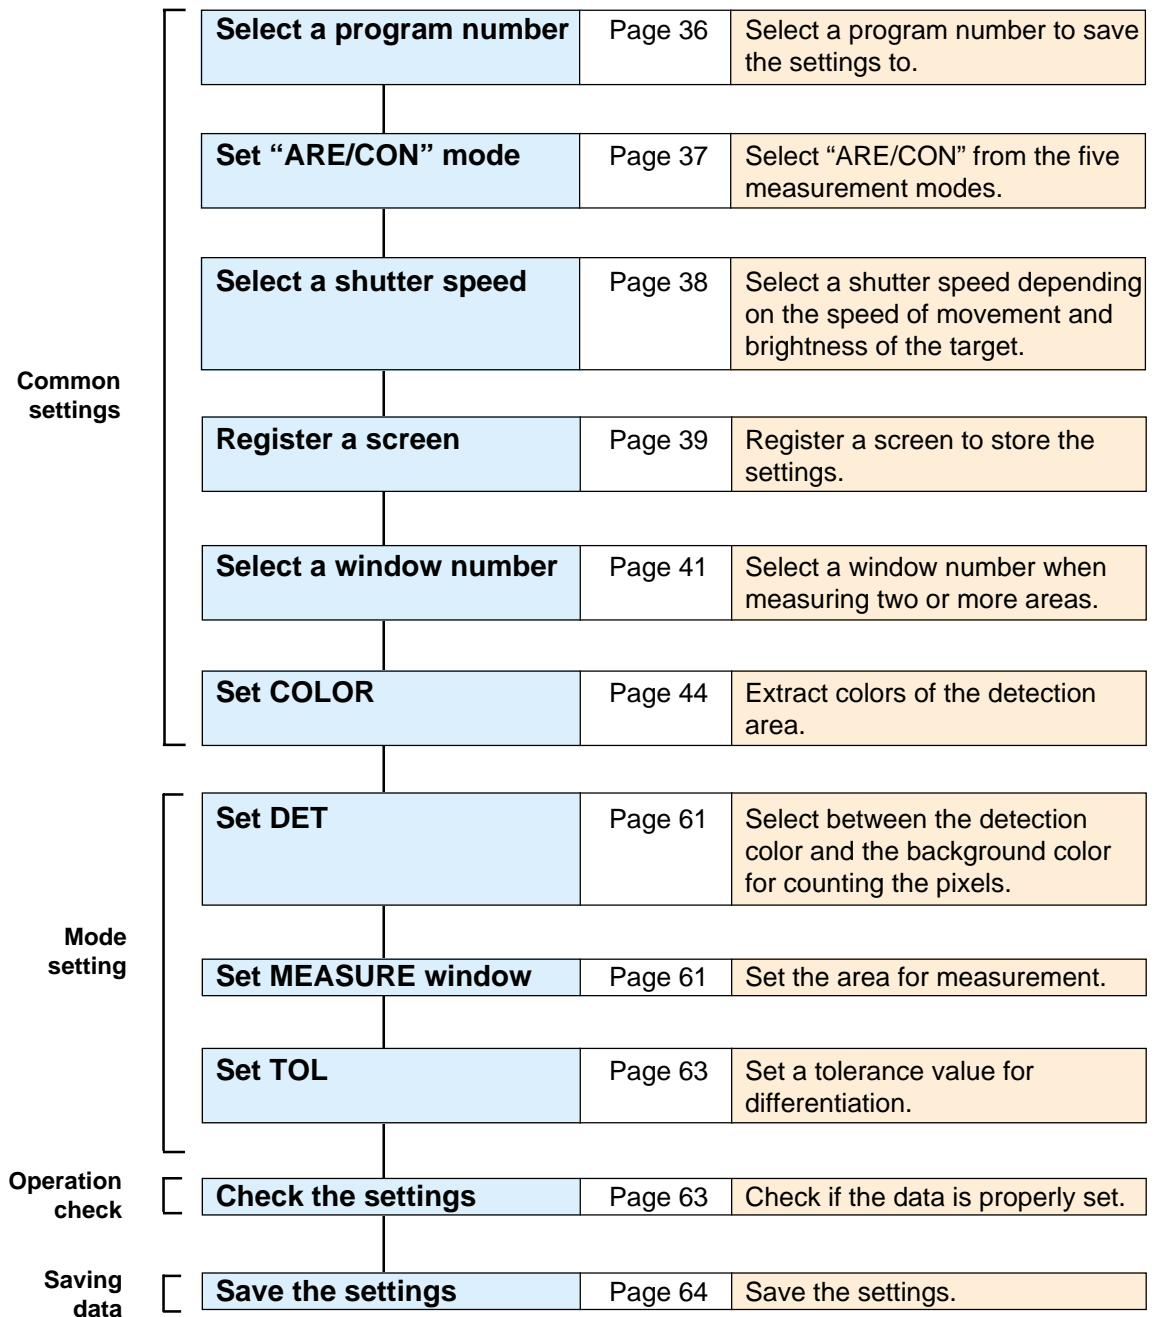 Select a program number
Page 36
Select a program number to save
the settings to.
Set “ARE/CON” mode
Page 37
Select “ARE/CON” from the five
measurement modes.
Select a shutter speed
Page 38
Select a shutter speed depending
on the speed of movement and
brightness of the target.
Common
settings
Register a screen
Page 39
Register a screen to store the
settings.
Select a window number
Page 41
Select a window number when
measuring two or more areas.
Set COLOR
Page 44
Extract colors of the detection
area.
Set DET
Page 61
Select between the detection
color and the background color
for counting the pixels.
Mode
setting
Set MEASURE window
Page 61
Set the area for measurement.
Set TOL
Page 63
Set a tolerance value for
differentiation.
Operation
check
Check the settings
Page 63
Check if the data is properly set.
Saving
data
Save the settings
Page 64
Save the settings.